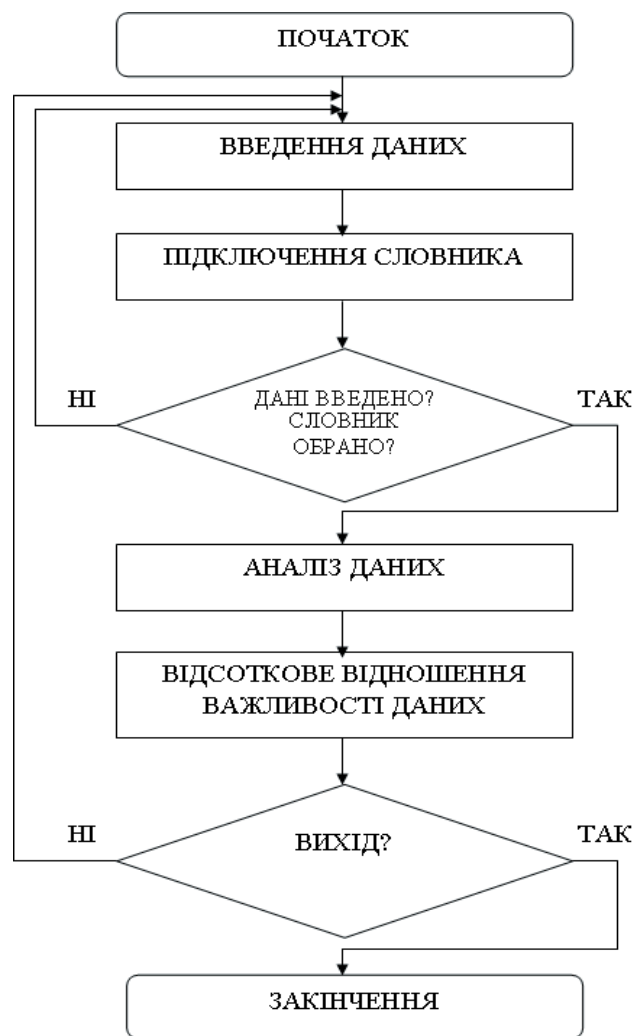 ПОЧАТОК
ВВЕДЕННЯ ДАНИХ
ПІДКЛЮЧЕННЯ СЛОВНИКА
НІ
ДАНІ ВВЕДЕНО?
СЛОВНИК
ОБРАНО?
ТАК
АНАЛІЗ ДАНИХ
ВІДСОТКОВЕ ВІДНОШЕННЯ
ВАЖЛИВОСТІ ДАНИХ
НІ
ВИХІД?
ТАК
ЗАКІНЧЕННЯ